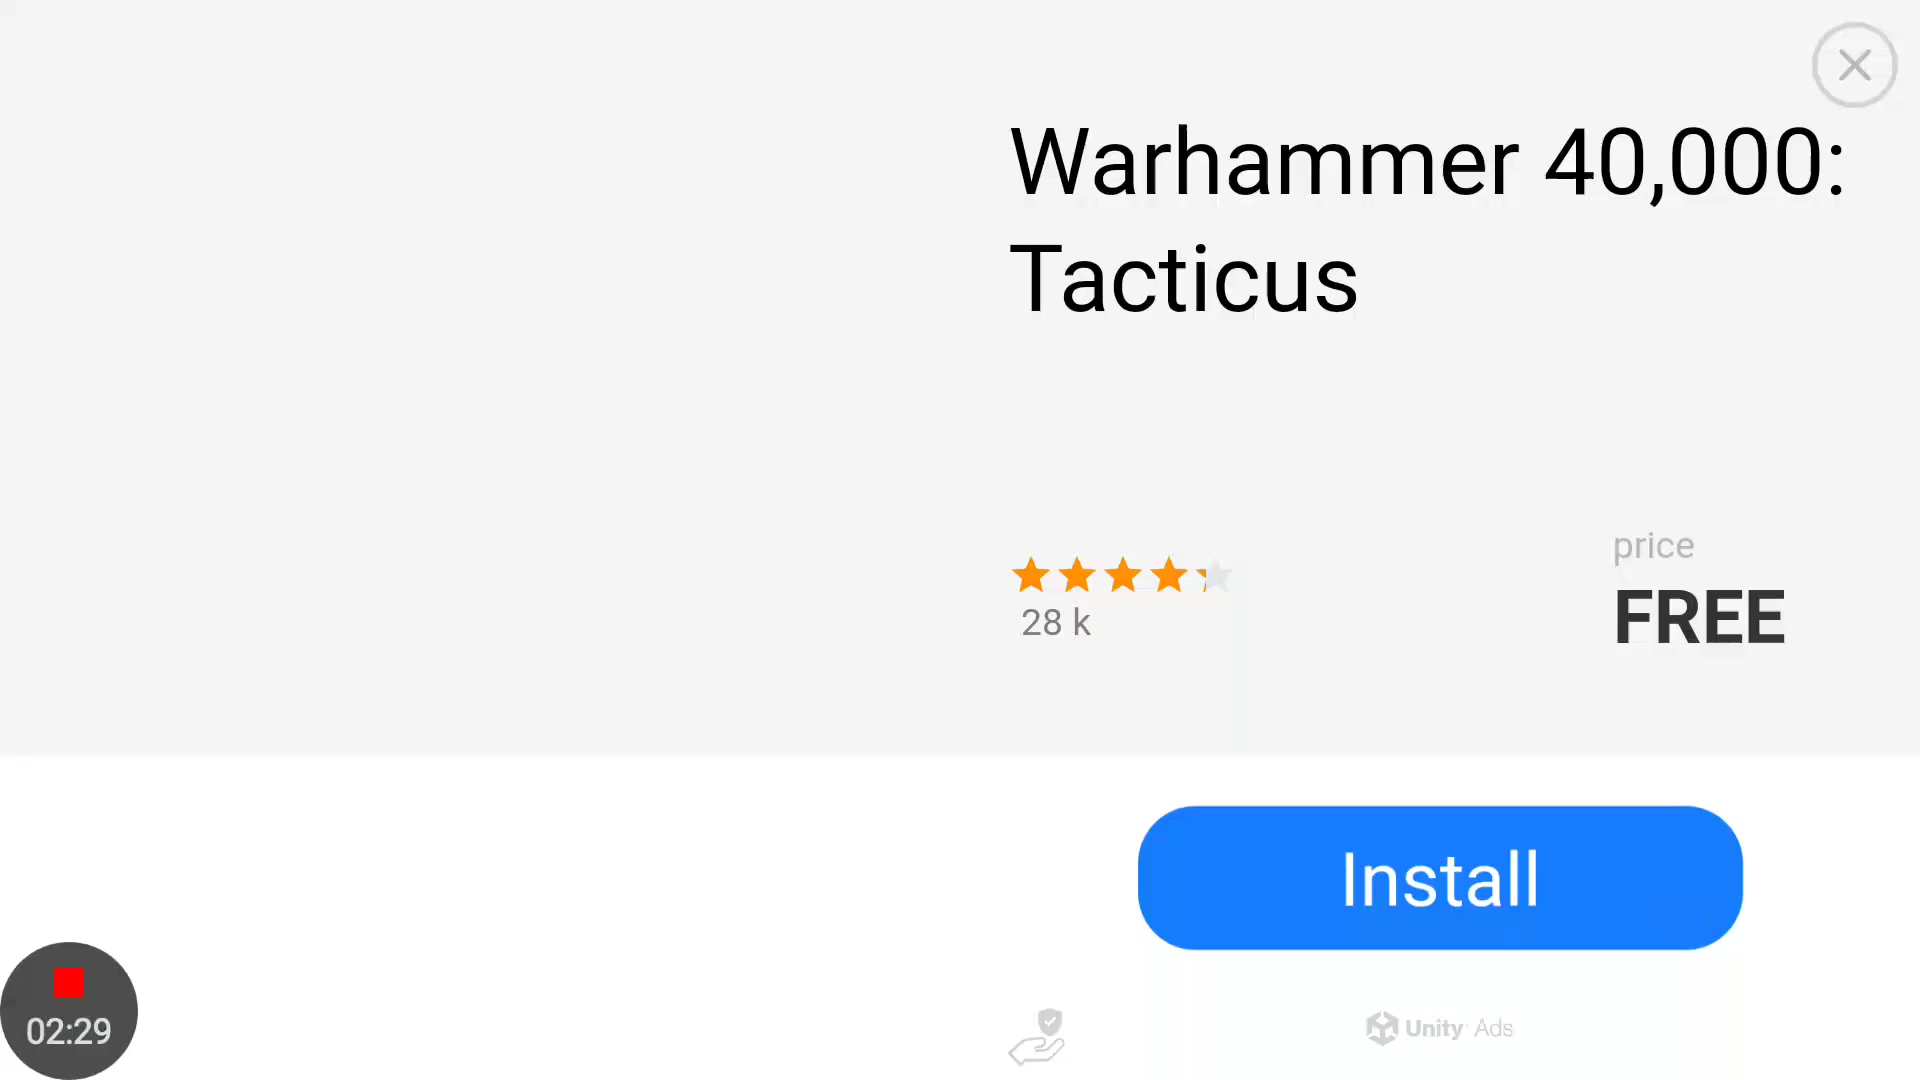 Warhammer 40,000:
Tacticus
28 k
price
FREE
Install
02:29
Unity Ads